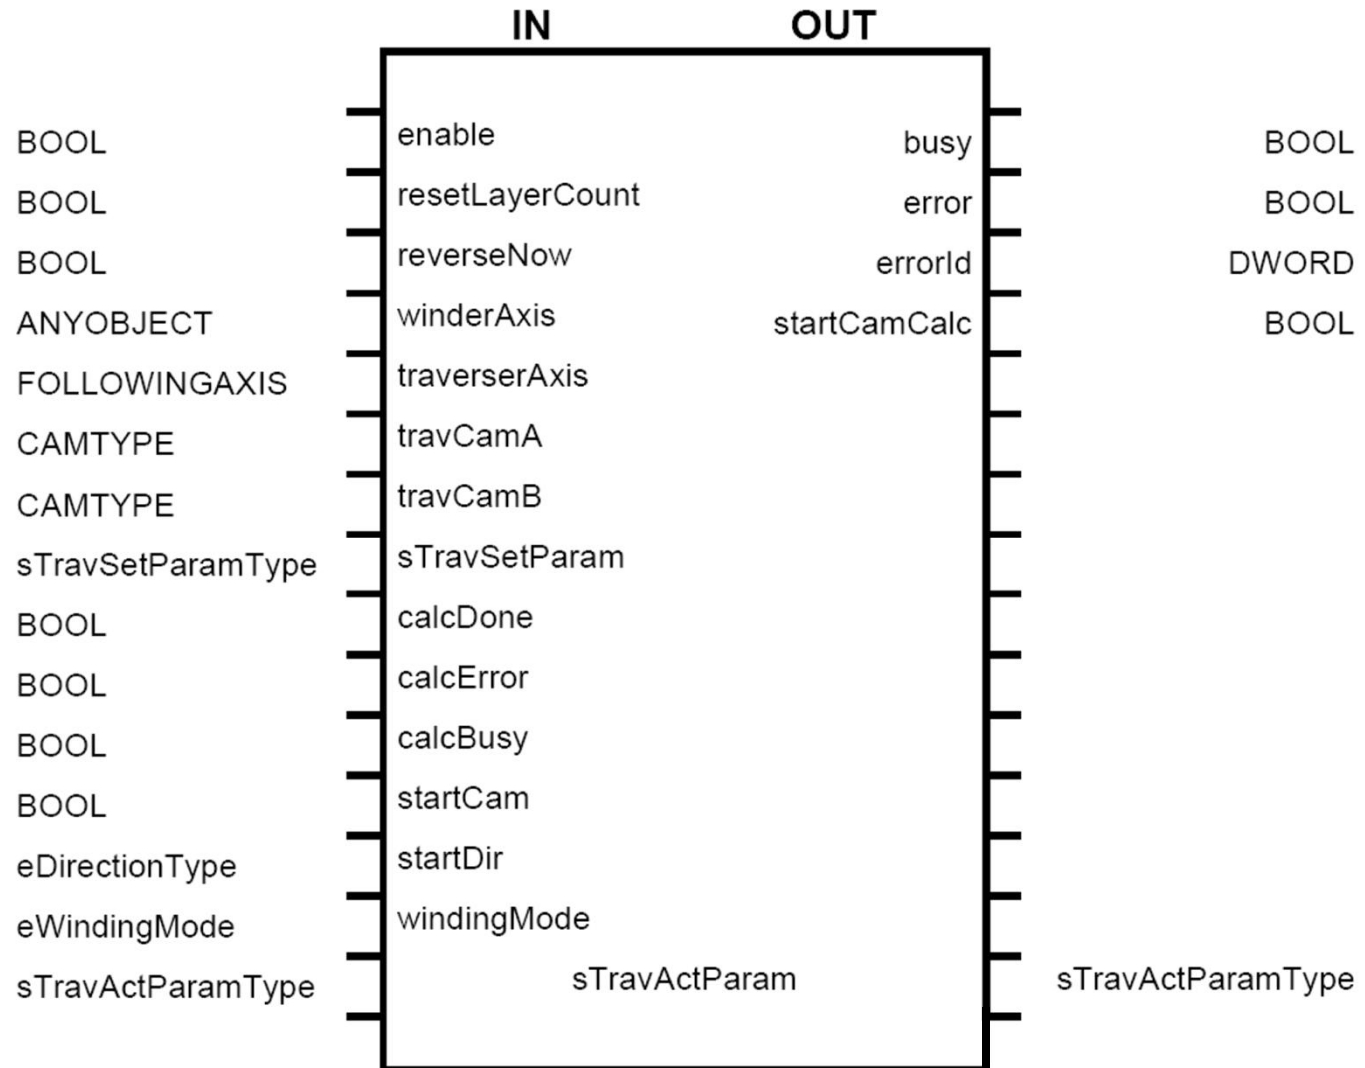 IN OUT
BOOL enable busy BOOL
BOOL resetLayerCount error BOOL
BOOL reverseNow errorId DWORD
ANYOBJECT winderAxis startCamCalc BOOL
FOLLOWINGAXIS traverserAxis
CAMTYPE travCamA
CAMTYPE travCamB
sTravSetParamType sTravSetParam
BOOL calcDone
BOOL calcError
BOOL calcBusy
BOOL startCam
eDirectionType startDir
eWindingMode windingMode
sTravActParamType sTravActParam sTravActParamType